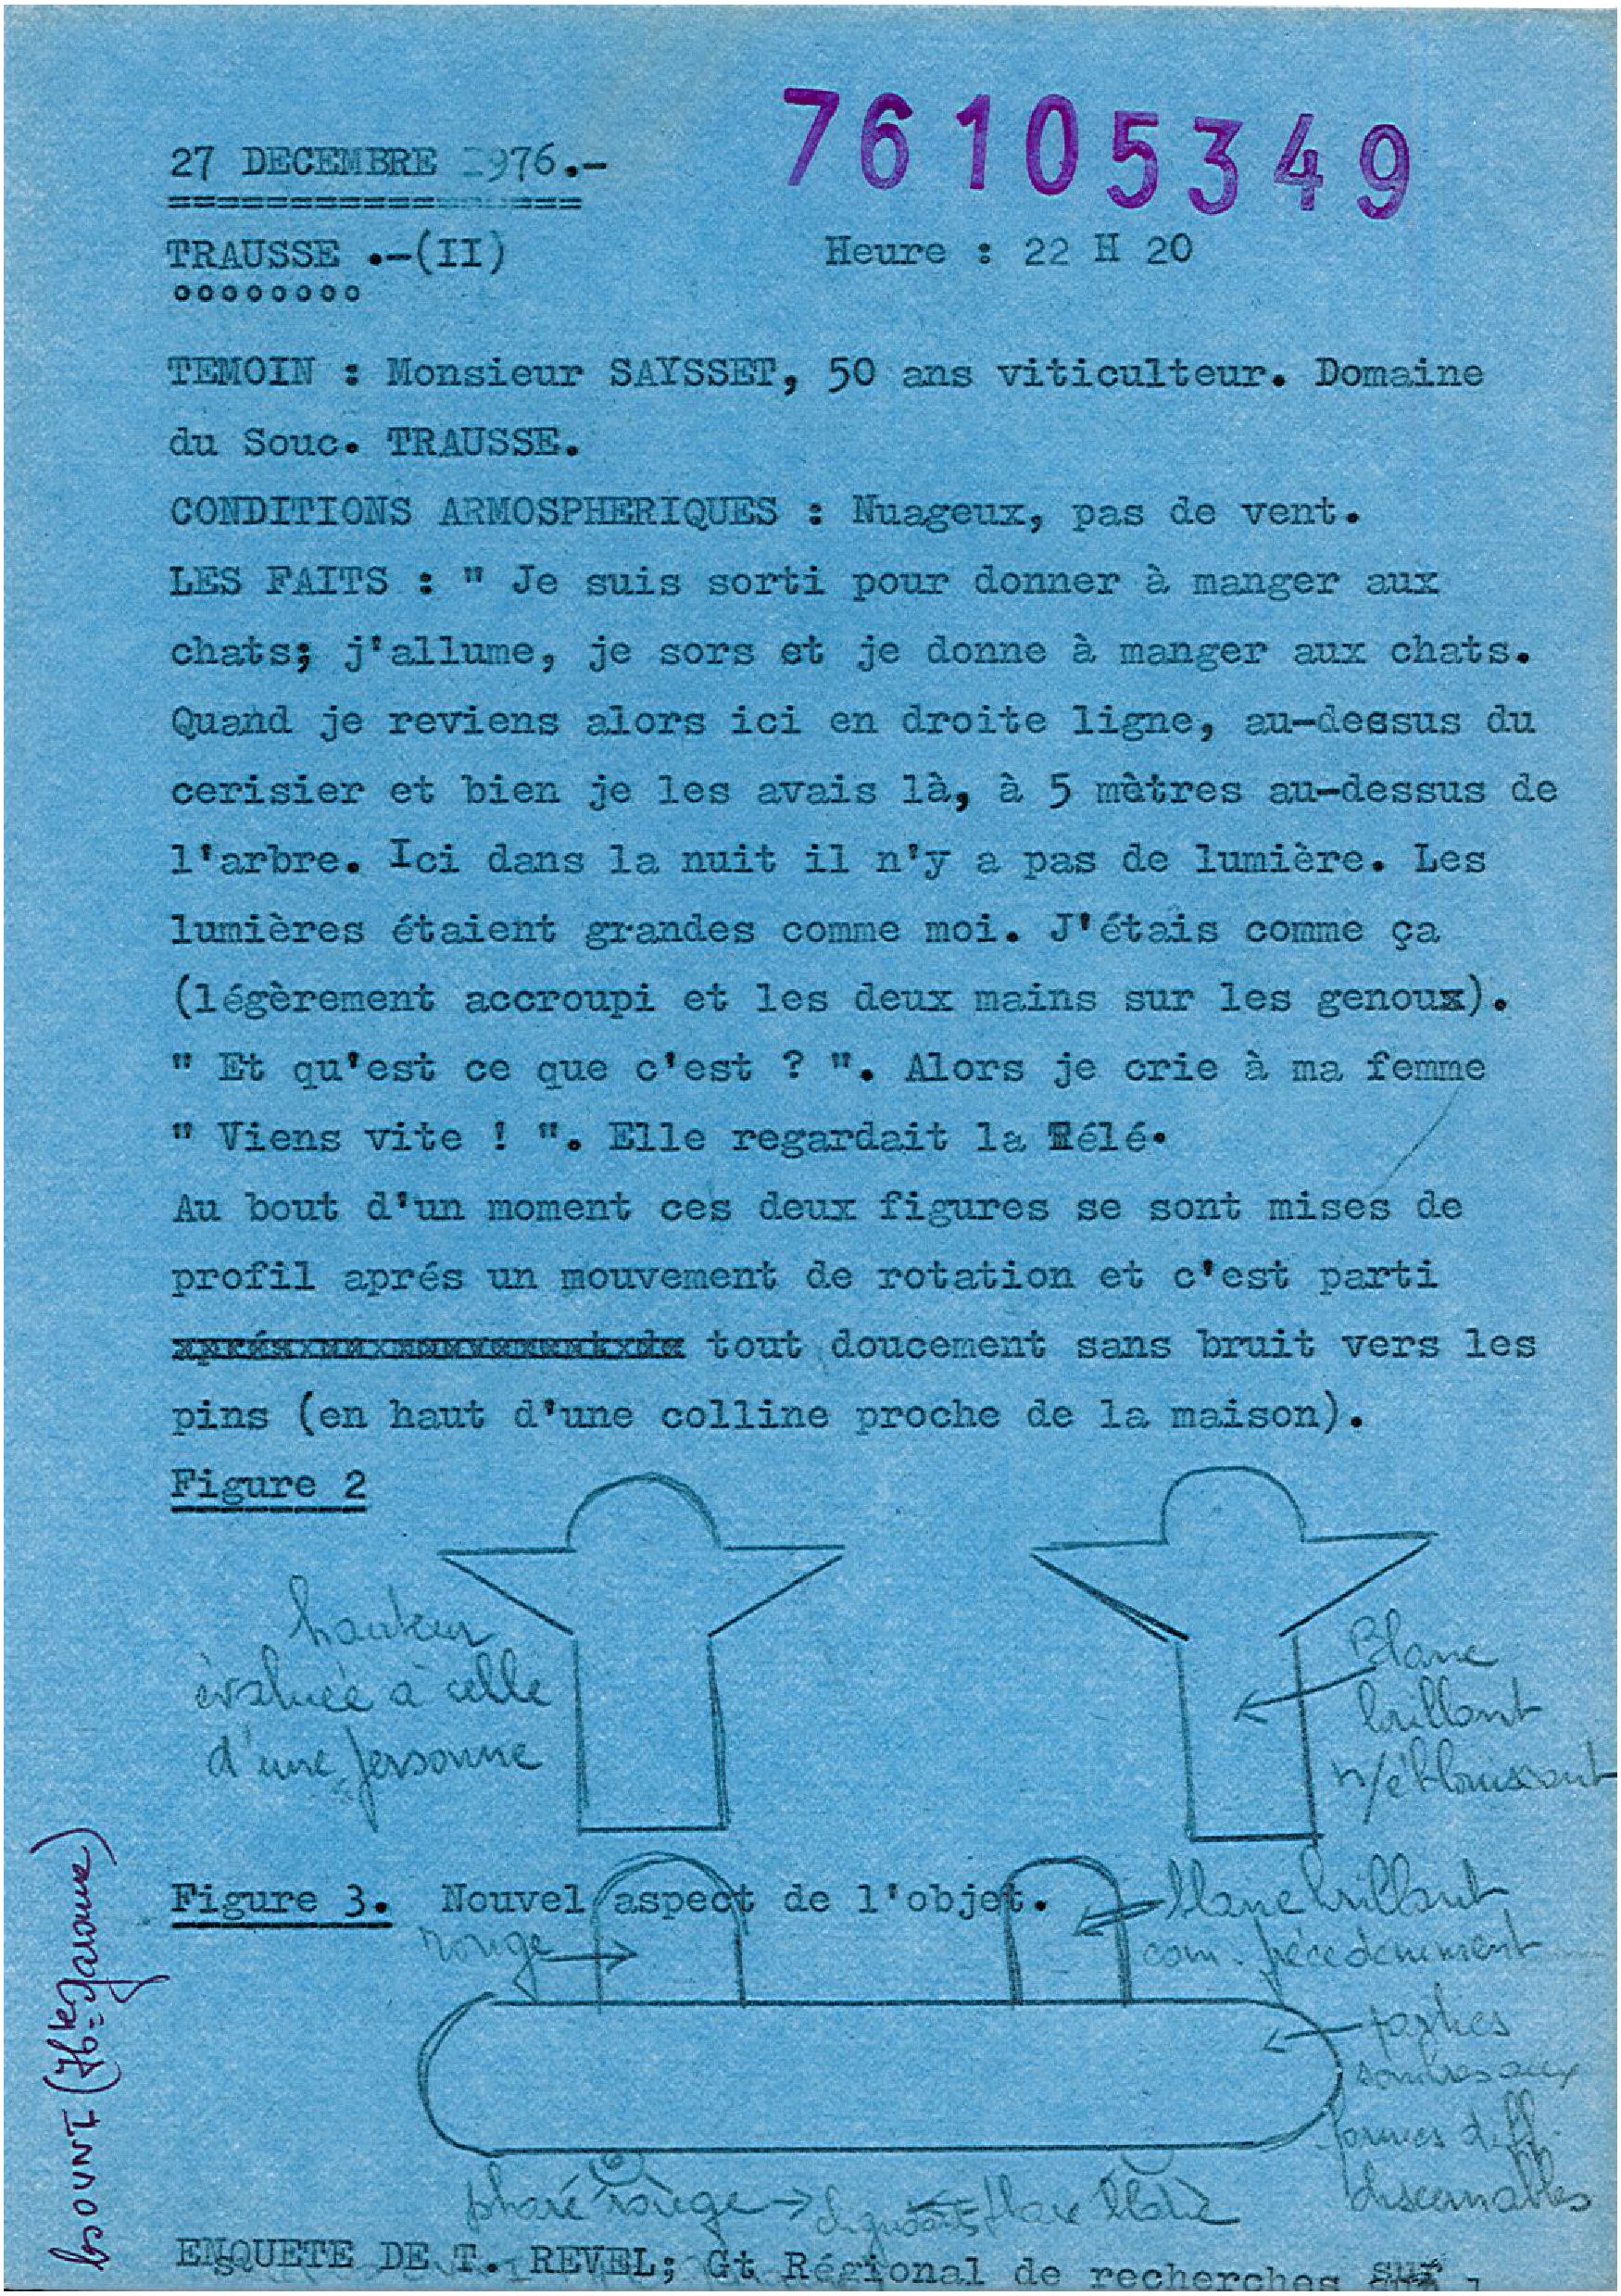 76105349
27 DECEMBRE 1976.-
==================
TRAUSSE .-(II)
Heure : 22 H 20
°°°°°°°°
TEMOIN : Monsieur SAYSSET, 50 ans viticulteur. Domaine
du Souc. TRAUSSE.
CONDITIONS ARMOSPHERIQUES : Nuageux, pas de vent.
LES FAITS : " Je suis sorti pour donner à manger aux
chats; j'allume, je sors et je donne à manger aux chats.
Quand je reviens alors ici en droite ligne, au-dessus du
cerisier et bien je les avais là, à 5 mètres au-dessus de
l'arbre. Ici dans la nuit il n'y a pas de lumière. Les
lumières étaient grandes comme moi. J'étais comme ça
(légèrement accroupi et les deux mains sur les genoux).
" Et qu'est ce que c'est ? ". Alors je crie à ma femme
" Viens vite ! ". Elle regardait la Télé.
Au bout d'un moment ces deux figures se sont mises de
profil aprés un mouvement de rotation et c'est parti
tout doucement sans bruit vers les
pins (en haut d'une colline proche de la maison).
Figure 2
hauteur
évaluée à celle
d'une personne
Blanc
brillant
n/éblouissant
Figure 3. Nouvel aspect de l'objet.
rouge
blanc brillant
com. précédemment
parties
sombres aux
formes diff.
discernables
phare rouge → phare blanc
ENQUETE DE T. REVEL; Gt Régional de recherches sur